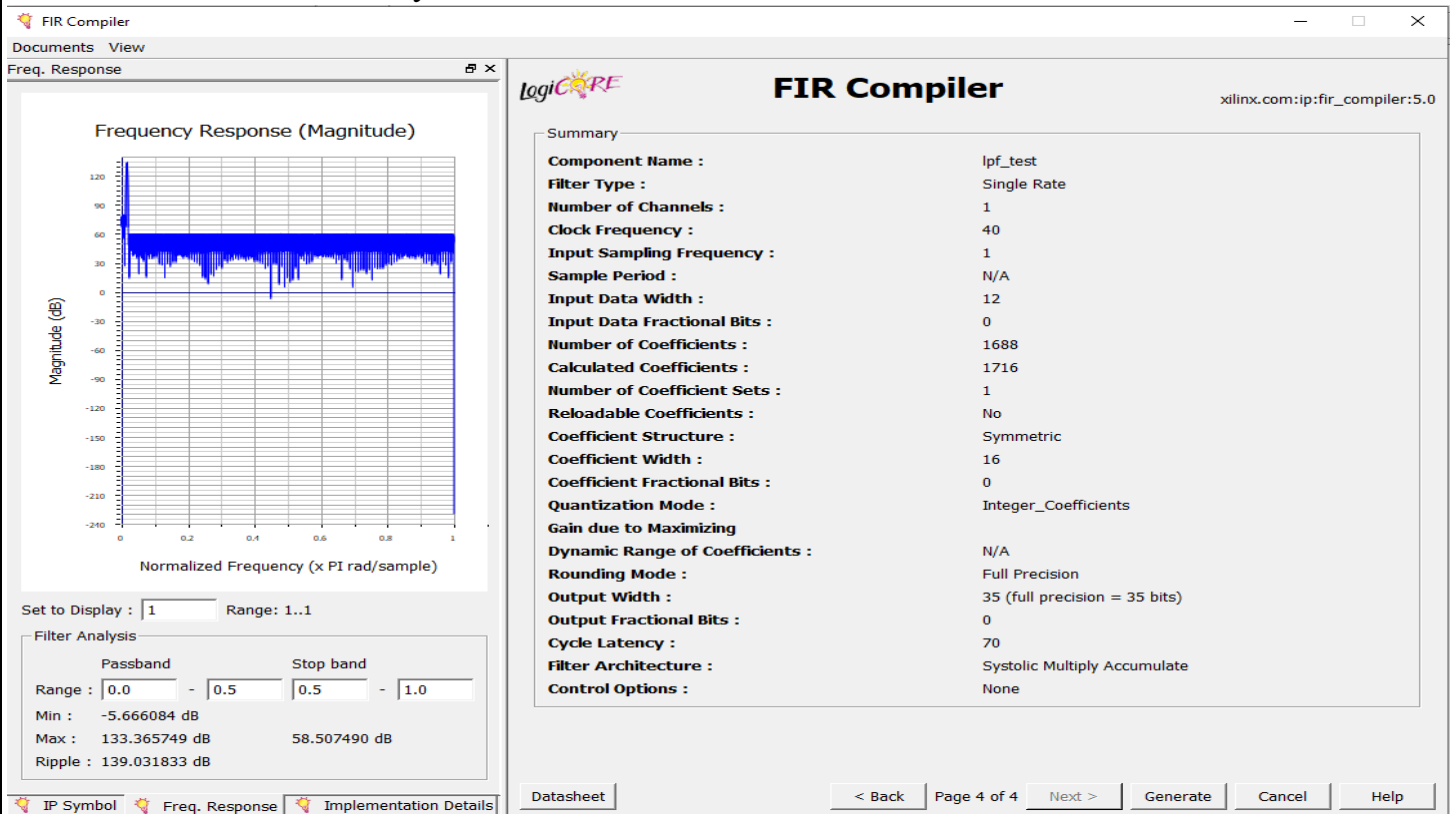 FIR Compiler
Documents View
Freq. Response
Frequency Response (Magnitude)
120
90
60
30
0
-30
-60
-90
-120
-150
-180
-210
-240
Magnitude (dB)
0 0.2 0.4 0.6 0.8 1
Normalized Frequency (x PI rad/sample)
Set to Display : 1 Range: 1..1
Filter Analysis
Passband Stop band
Range : 0.0 - 0.5 0.5 - 1.0
Min : -5.666084 dB
Max : 133.365749 dB 58.507490 dB
Ripple : 139.031833 dB
IP Symbol Freq. Response Implementation Details
LogiCORE
FIR Compiler
xilinx.com:ip:fir_compiler:5.0
Summary
Component Name : lpf_test
Filter Type : Single Rate
Number of Channels : 1
Clock Frequency : 40
Input Sampling Frequency : 1
Sample Period : N/A
Input Data Width : 12
Input Data Fractional Bits : 0
Number of Coefficients : 1688
Calculated Coefficients : 1716
Number of Coefficient Sets : 1
Reloadable Coefficients : No
Coefficient Structure : Symmetric
Coefficient Width : 16
Coefficient Fractional Bits : 0
Quantization Mode : Integer_Coefficients
Gain due to Maximizing
Dynamic Range of Coefficients : N/A
Rounding Mode : Full Precision
Output Width : 35 (full precision = 35 bits)
Output Fractional Bits : 0
Cycle Latency : 70
Filter Architecture : Systolic Multiply Accumulate
Control Options : None
Datasheet < Back Page 4 of 4 Next > Generate Cancel Help